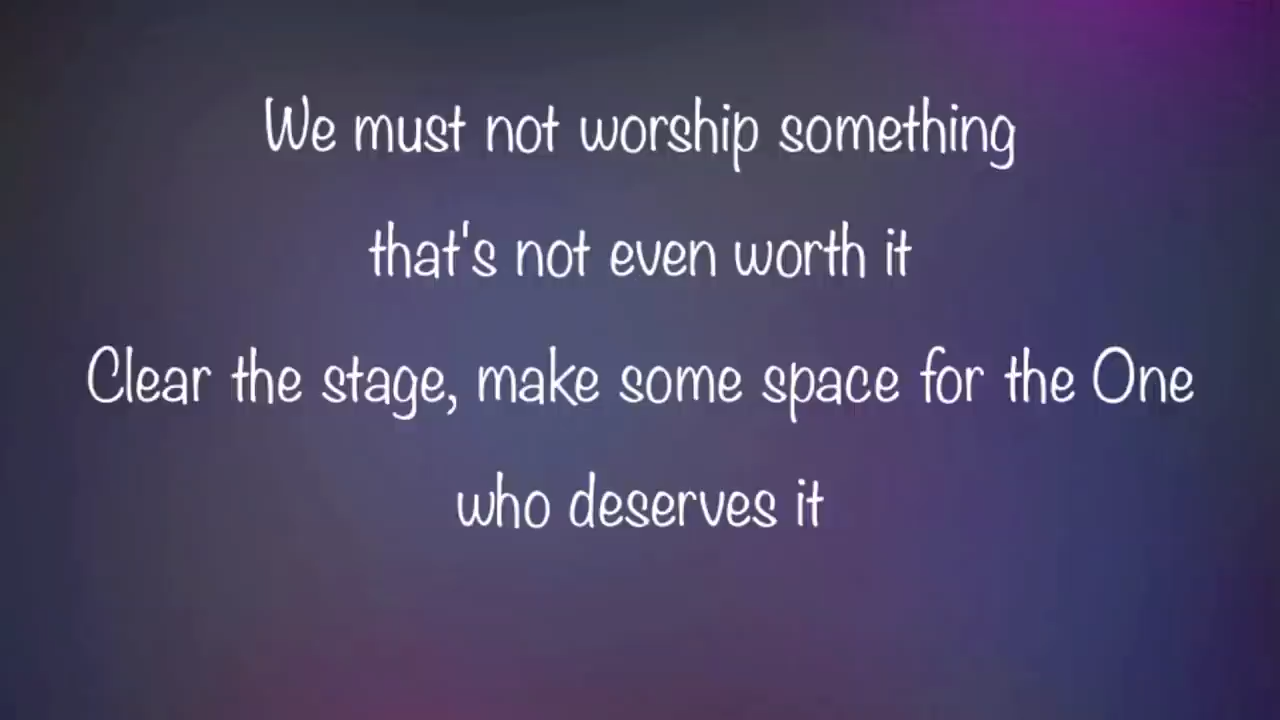 We must not worship something
that's not even worth it
Clear the stage, make some space for the One
who deserves it